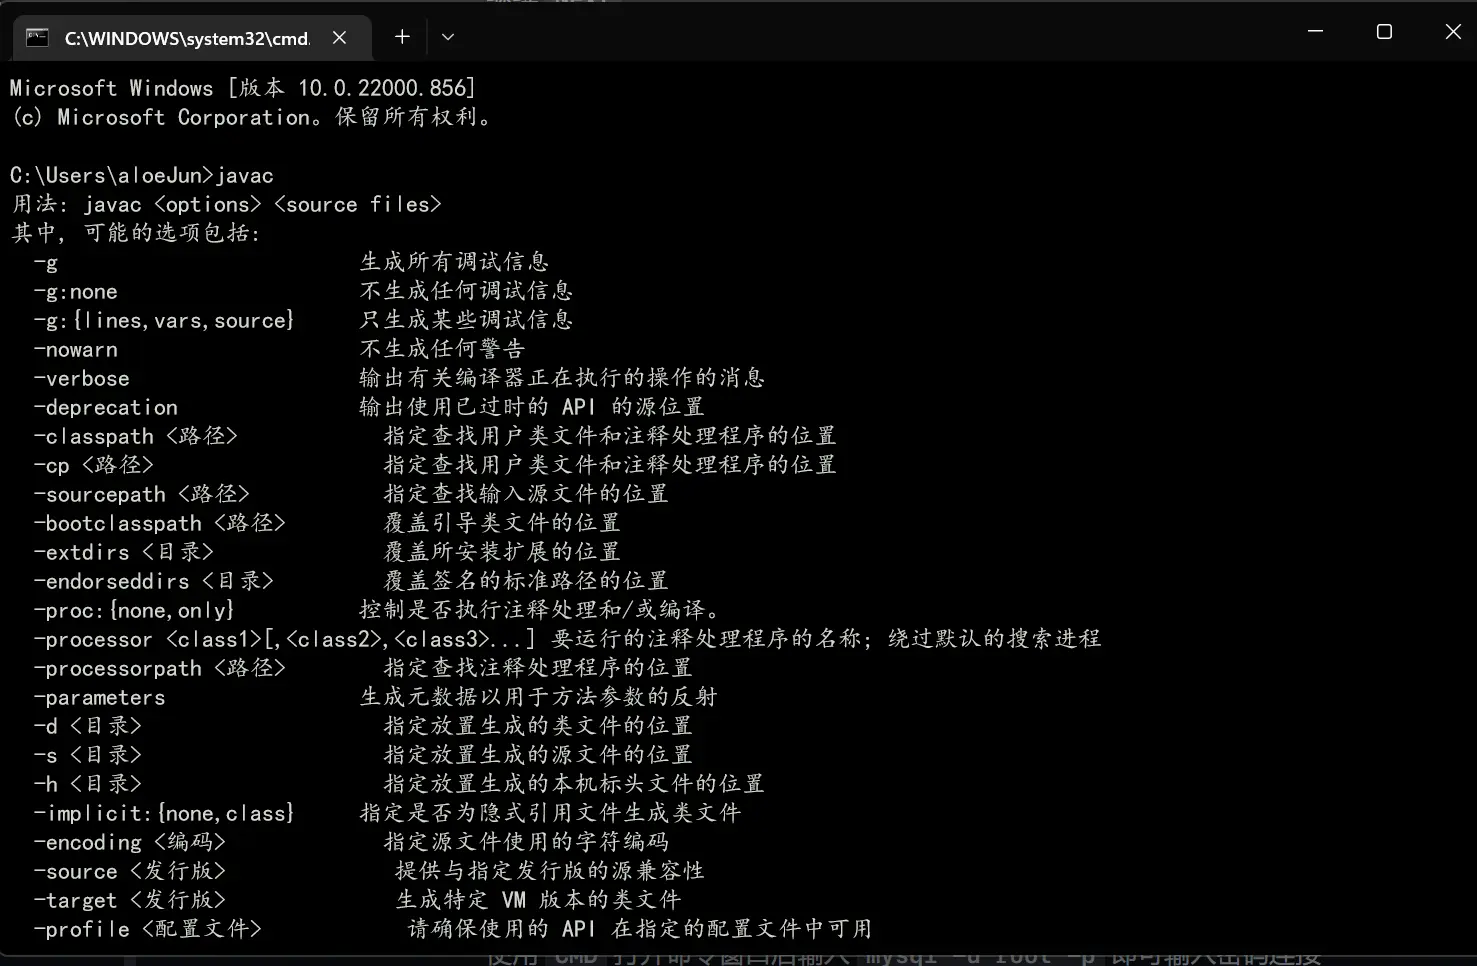 C:\WINDOWS\system32\cmd.
Microsoft Windows [版本 10.0.22000.856]
(c) Microsoft Corporation。保留所有权利。
C:\Users\aloeJun>javac
用法: javac <options> <source files>
其中, 可能的选项包括:
-g 生成所有调试信息
-g:none 不生成任何调试信息
-g:{lines,vars,source} 只生成某些调试信息
-nowarn 不生成任何警告
-verbose 输出有关编译器正在执行的操作的消息
-deprecation 输出使用已过时的 API 的源位置
-classpath <路径> 指定查找用户类文件和注释处理程序的位置
-cp <路径> 指定查找用户类文件和注释处理程序的位置
-sourcepath <路径> 指定查找输入源文件的位置
-bootclasspath <路径> 覆盖引导类文件的位置
-extdirs <目录> 覆盖所安装扩展的位置
-endorseddirs <目录> 覆盖签名的标准路径的位置
-proc:{none,only} 控制是否执行注释处理和/或编译。
-processor <class1>[,<class2>,<class3>...] 要运行的注释处理程序的名称; 绕过默认的搜索进程
-processorpath <路径> 指定查找注释处理程序的位置
-parameters 生成元数据以用于方法参数的反射
-d <目录> 指定放置生成的类文件的位置
-s <目录> 指定放置生成的源文件的位置
-h <目录> 指定放置生成的本机标头文件的位置
-implicit:{none,class} 指定是否为隐式引用文件生成类文件
-encoding <编码> 指定源文件使用的字符编码
-source <发行版> 提供与指定发行版的源兼容性
-target <发行版> 生成特定 VM 版本的类文件
-profile <配置文件> 请确保使用的 API 在指定的配置文件中可用
使用 CMD 打开命令窗口后输入 mysql -u root -p 即可输入密码连接